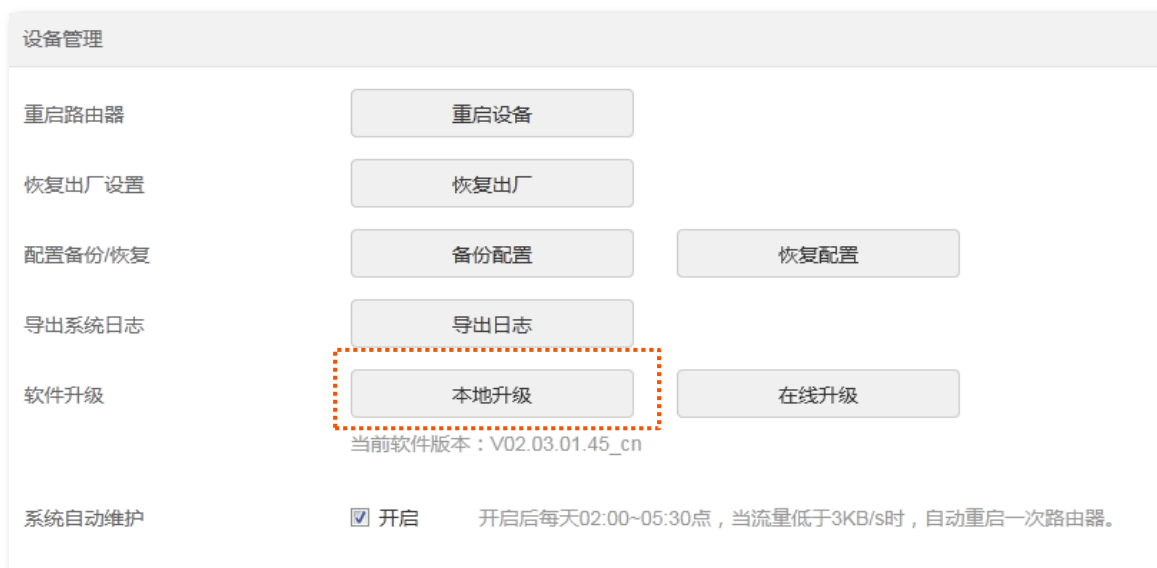 设备管理
重启路由器 重启设备
恢复出厂设置 恢复出厂
配置备份/恢复 备份配置 恢复配置
导出系统日志 导出日志
软件升级 本地升级 在线升级
当前软件版本：V02.03.01.45_cn
系统自动维护 开启 开启后每天02:00~05:30点，当流量低于3KB/s时，自动重启一次路由器。